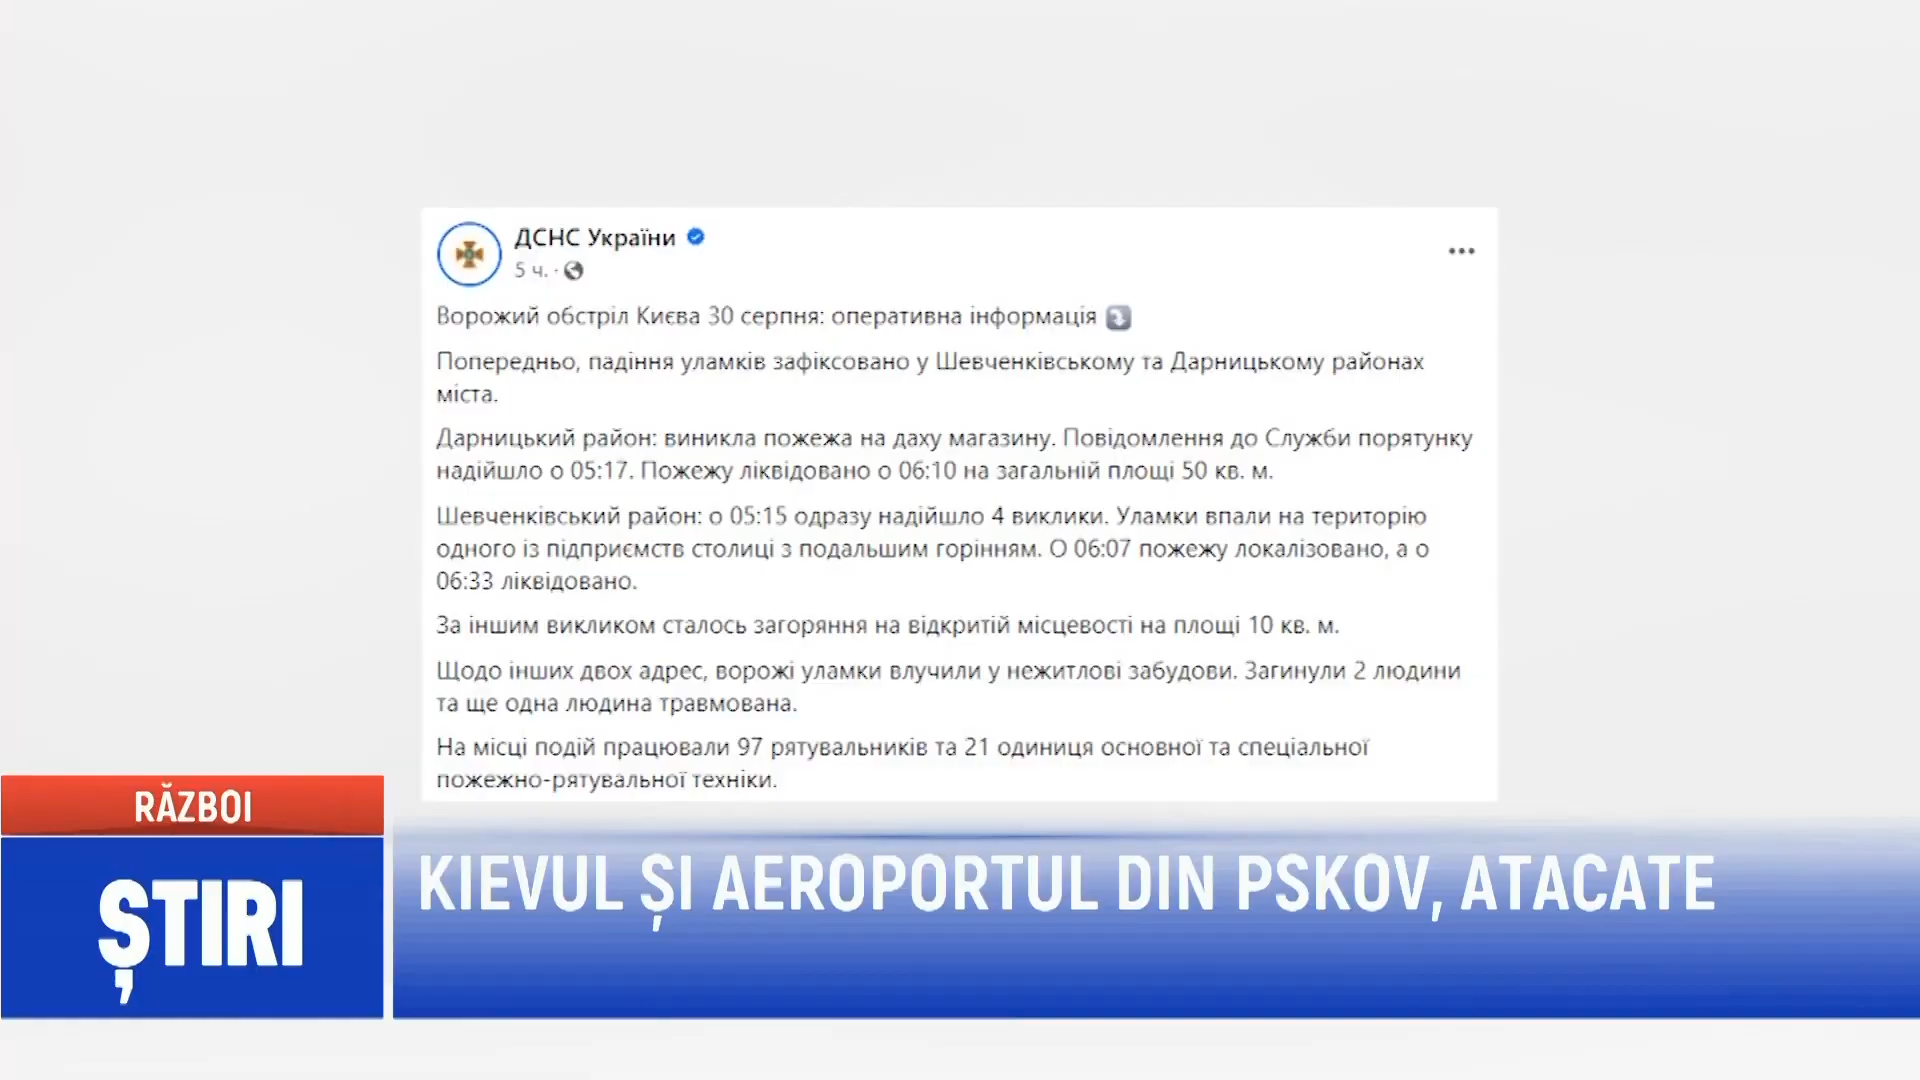 ДСНС України
5 ч. ·
Ворожий обстріл Києва 30 серпня: оперативна інформація
Попередньо, падіння уламків зафіксовано у Шевченківському та Дарницькому районах
міста.
Дарницький район: виникла пожежа на даху магазину. Повідомлення до Служби порятунку
надійшло о 05:17. Пожежу ліквідовано о 06:10 на загальній площі 50 кв. м.
Шевченківський район: о 05:15 одразу надійшло 4 виклики. Уламки впали на територію
одного із підприємств столиці з подальшим горінням. О 06:07 пожежу локалізовано, а о
06:33 ліквідовано.
За іншим викликом сталось загоряння на відкритій місцевості на площі 10 кв. м.
Щодо інших двох адрес, ворожі уламки влучили у нежитлові забудови. Загинули 2 людини
та ще одна людина травмована.
На місці подій працювали 97 рятувальників та 21 одиниця основної та спеціальної
пожежно-рятувальної техніки.
RĂZBOI
ȘTIRI
KIEVUL ȘI AEROPORTUL DIN PSKOV, ATACATE